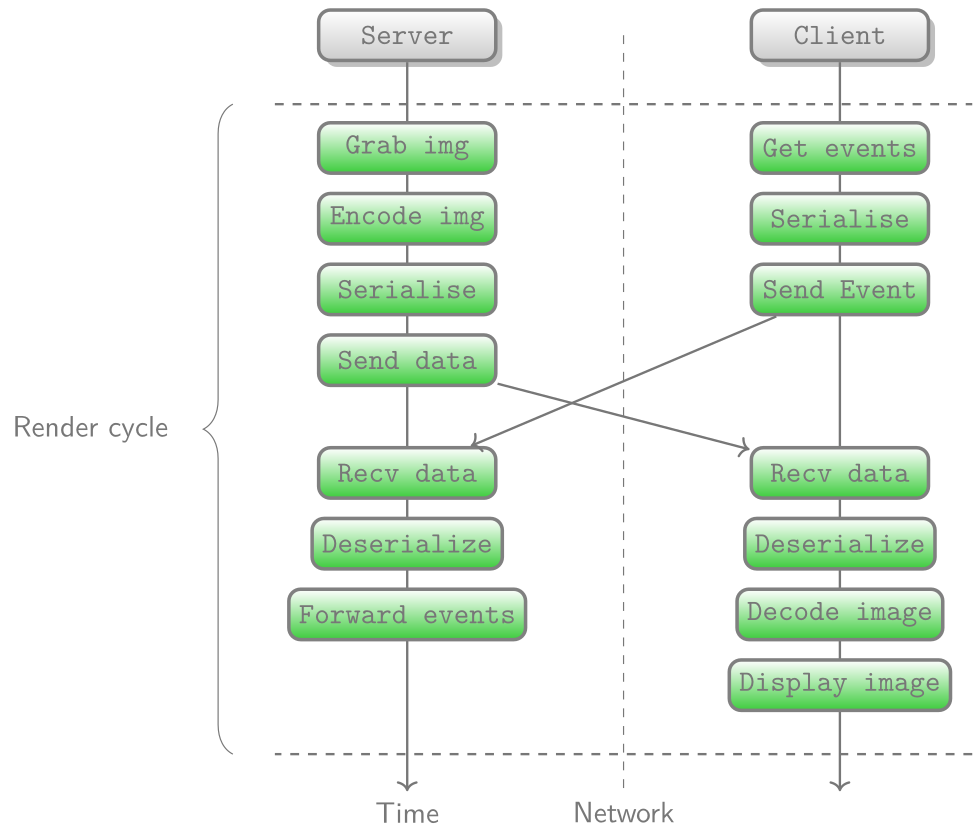 Server
Client
Grab img
Get events
Encode img
Serialise
Serialise
Send Event
Send data
Render cycle
Recv data
Recv data
Deserialize
Deserialize
Forward events
Decode image
Display image
Time
Network